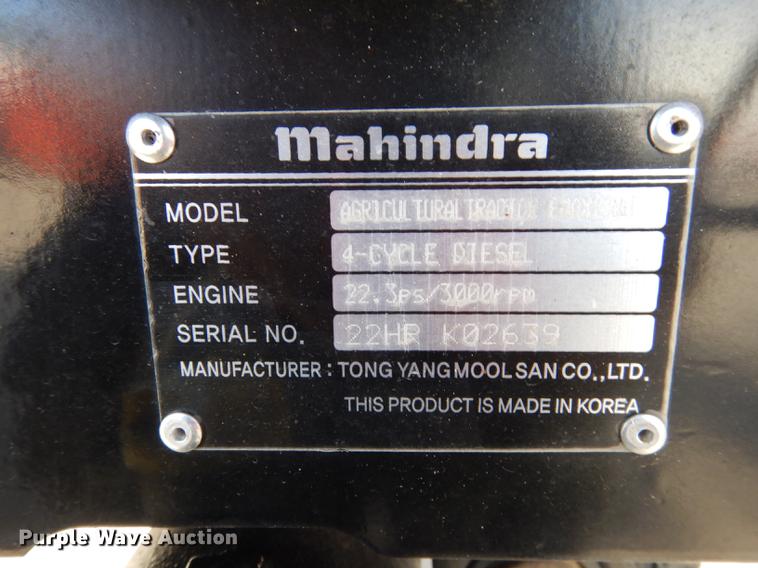 Mahindra
MODEL AGRICULTURAL TRACTOR
TYPE 4-CYCLE DIESEL
ENGINE 22.3ps/3000rpm
SERIAL NO. 22HR K02639
MANUFACTURER : TONG YANG MOOL SAN CO.,LTD.
THIS PRODUCT IS MADE IN KOREA
Purple Wave Auction